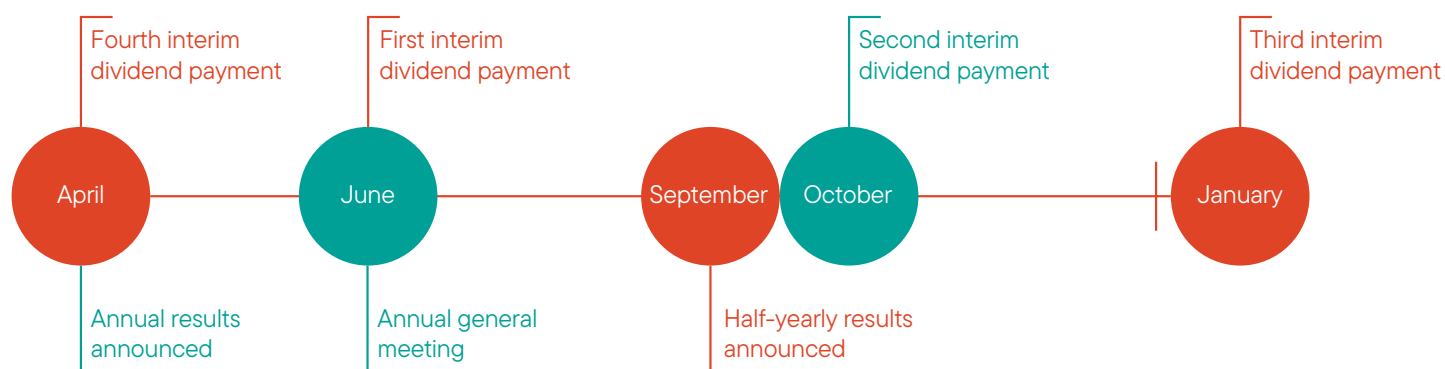 Fourth interim
dividend payment
First interim
dividend payment
Second interim
dividend payment
Third interim
dividend payment
April
June
September
October
January
Annual results
announced
Annual general
meeting
Half-yearly results
announced